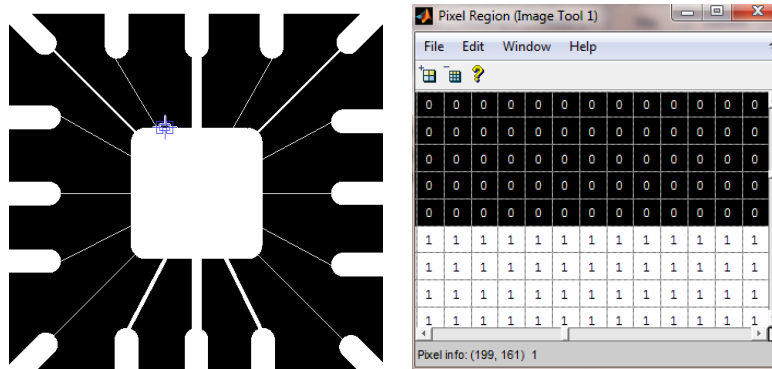 Pixel Region (Image Tool 1)
File Edit Window Help
0 0 0 0 0 0 0 0 0 0 0 0 0
0 0 0 0 0 0 0 0 0 0 0 0 0
0 0 0 0 0 0 0 0 0 0 0 0 0
0 0 0 0 0 0 0 0 0 0 0 0 0
0 0 0 0 0 0 0 0 0 0 0 0 0
1 1 1 1 1 1 1 1 1 1 1 1 1
1 1 1 1 1 1 1 1 1 1 1 1 1
1 1 1 1 1 1 1 1 1 1 1 1 1
1 1 1 1 1 1 1 1 1 1 1 1 1
Pixel info: (199, 161) 1